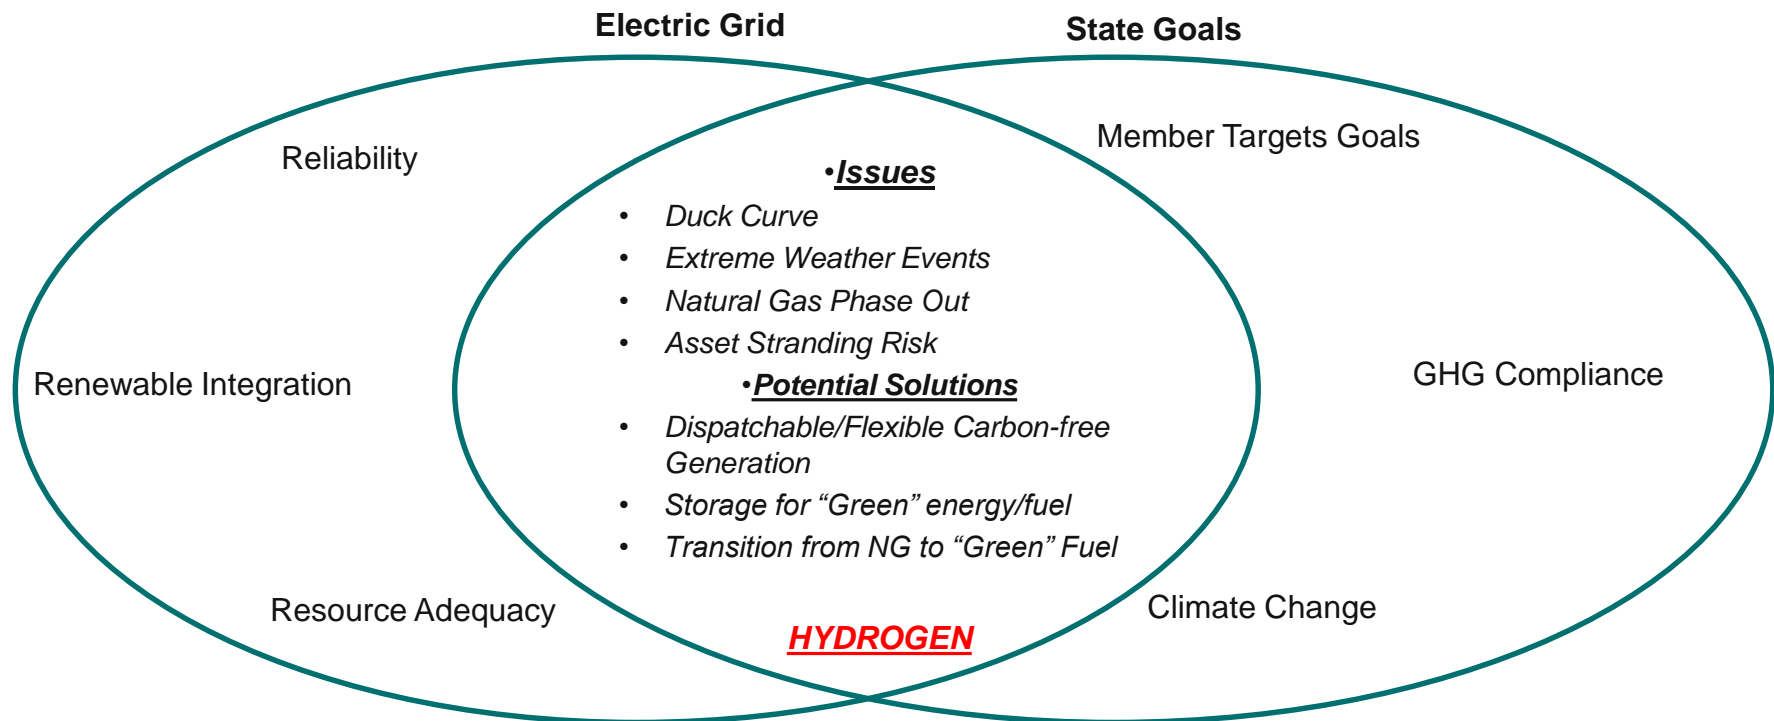 Electric Grid
State Goals
Reliability
Member Targets Goals
•Issues
• Duck Curve
• Extreme Weather Events
• Natural Gas Phase Out
• Asset Stranding Risk
Renewable Integration
GHG Compliance
•Potential Solutions
• Dispatchable/Flexible Carbon-free
Generation
• Storage for “Green” energy/fuel
• Transition from NG to “Green” Fuel
Resource Adequacy
Climate Change
HYDROGEN